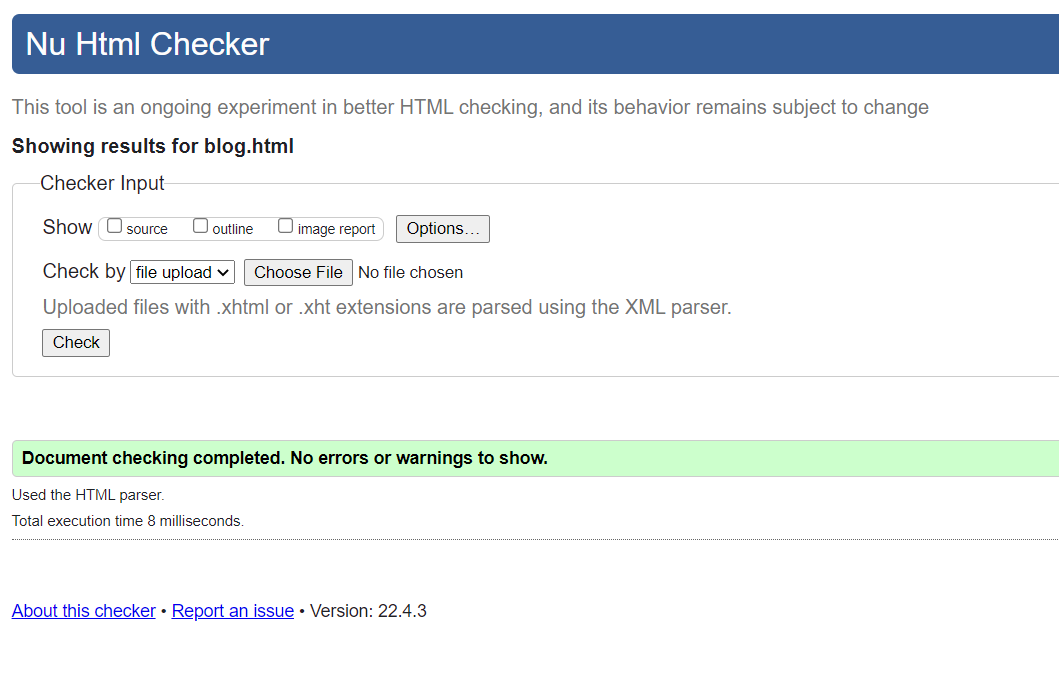 Nu Html Checker
This tool is an ongoing experiment in better HTML checking, and its behavior remains subject to change
Showing results for blog.html
Checker Input
Show source outline image report Options…
Check by file upload Choose File No file chosen
Uploaded files with .xhtml or .xht extensions are parsed using the XML parser.
Check
Document checking completed. No errors or warnings to show.
Used the HTML parser.
Total execution time 8 milliseconds.
About this checker • Report an issue • Version: 22.4.3